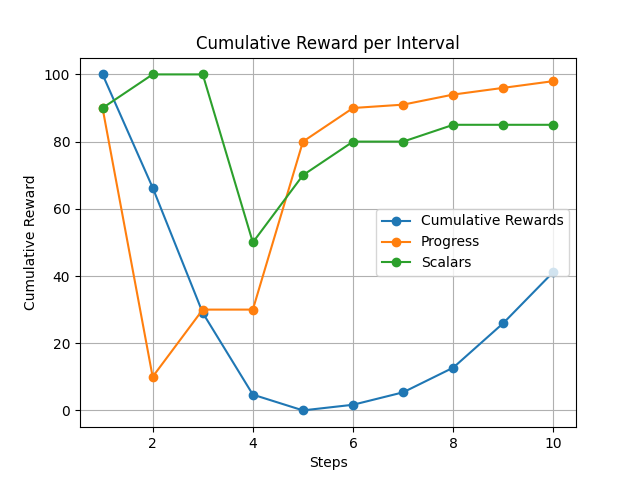 Cumulative Reward per Interval
Cumulative Reward
100
80
60
40
20
0
Cumulative Rewards
Progress
Scalars
2 4 6 8 10
Steps